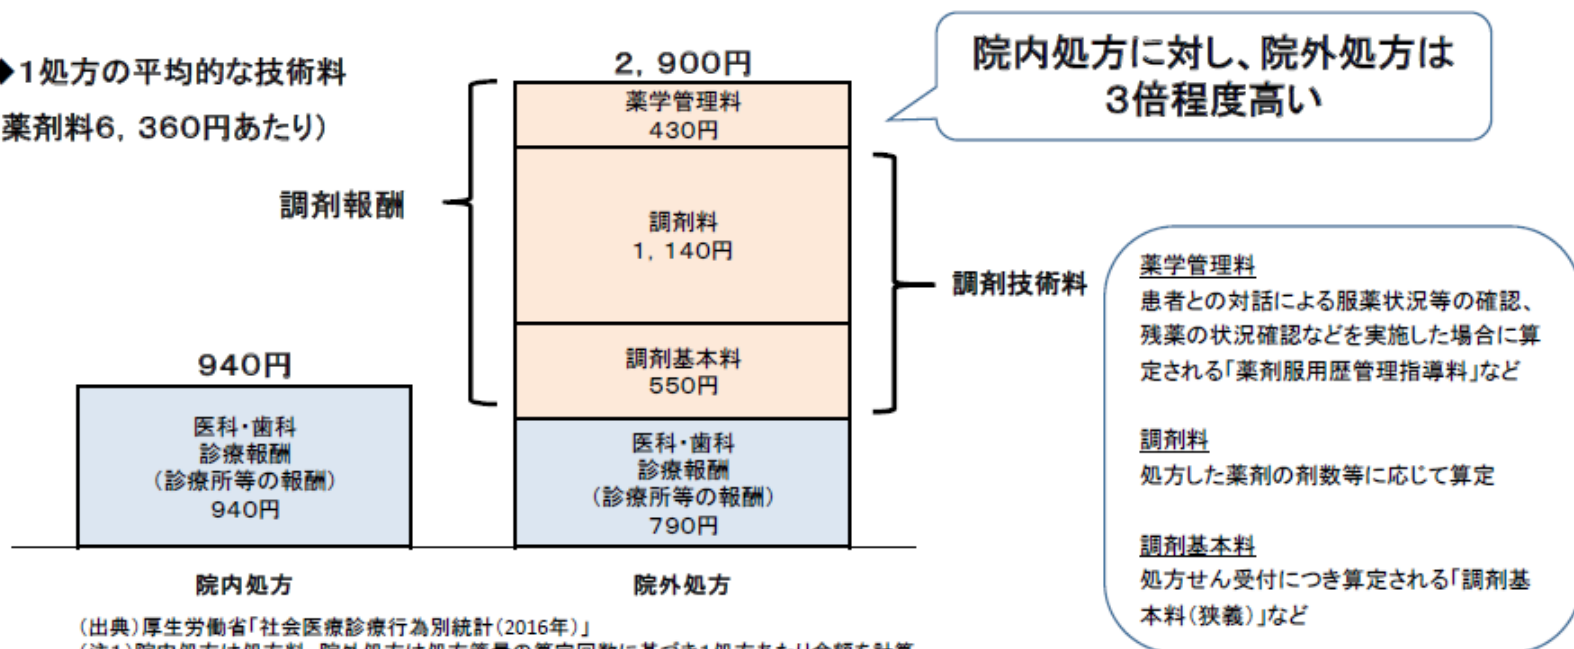 ◆1処方の平均的な技術料
薬剤料6,360円あたり)
2,900円
薬学管理料
430円
調剤料
1,140円
調剤基本料
550円
医科・歯科
診療報酬
(診療所等の報酬)
790円
調剤報酬
調剤技術料
940円
医科・歯科
診療報酬
(診療所等の報酬)
940円
院内処方
院外処方
院内処方に対し、院外処方は
3倍程度高い
薬学管理料
患者との対話による服薬状況等の確認、
残薬の状況確認などを実施した場合に算
定される「薬剤服用歴管理指導料」など
調剤料
処方した薬剤の剤数等に応じて算定
調剤基本料
処方せん受付につき算定される「調剤基
本料(狭義)」など
(出典)厚生労働省「社会医療診療行為別統計(2016年)」